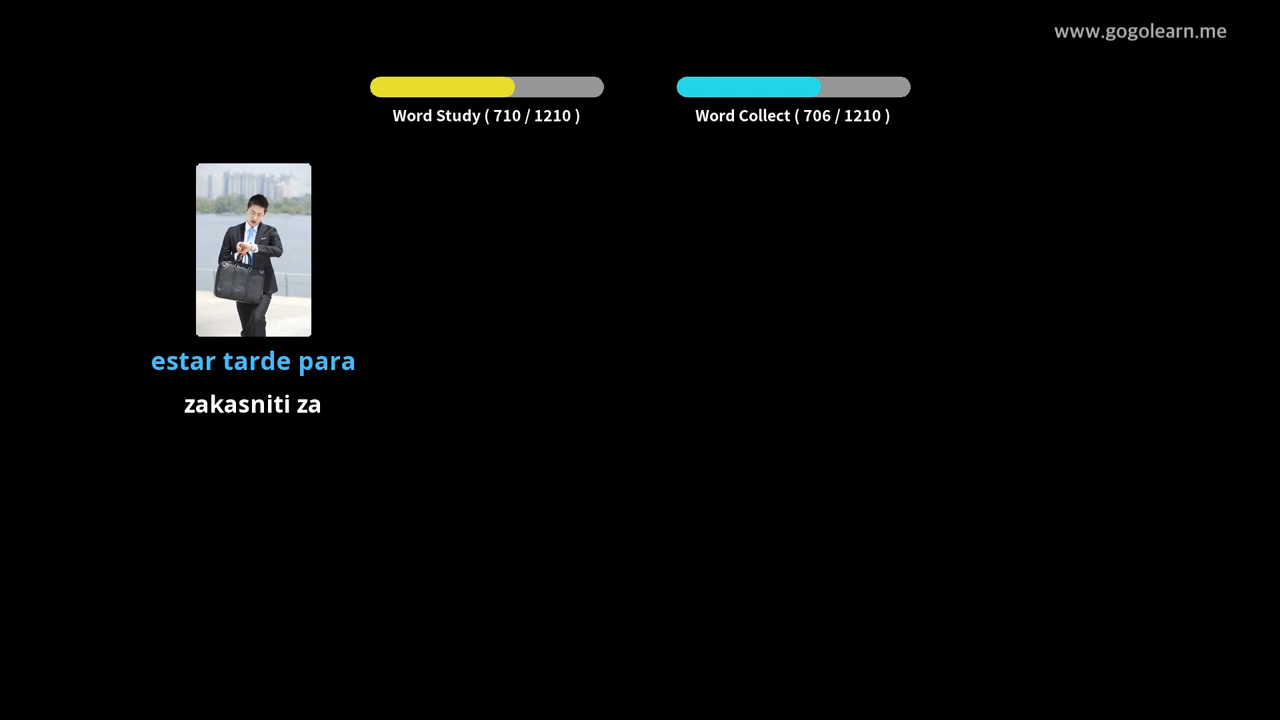 www.gogolearn.me
Word Study ( 710 / 1210 )
Word Collect ( 706 / 1210 )
estar tarde para
zakasniti za